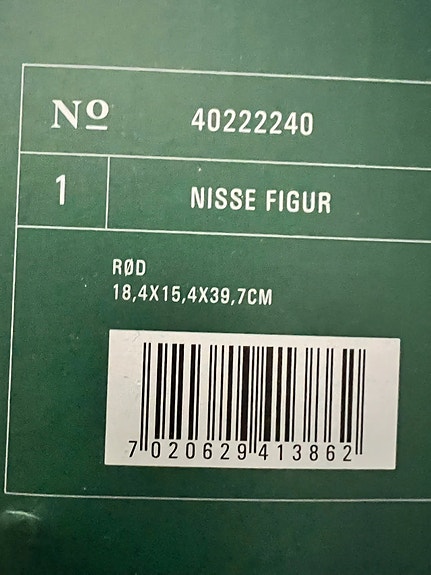 Nº 40222240
1 NISSE FIGUR
RØD
18,4X15,4X39,7CM
7 020629 413862